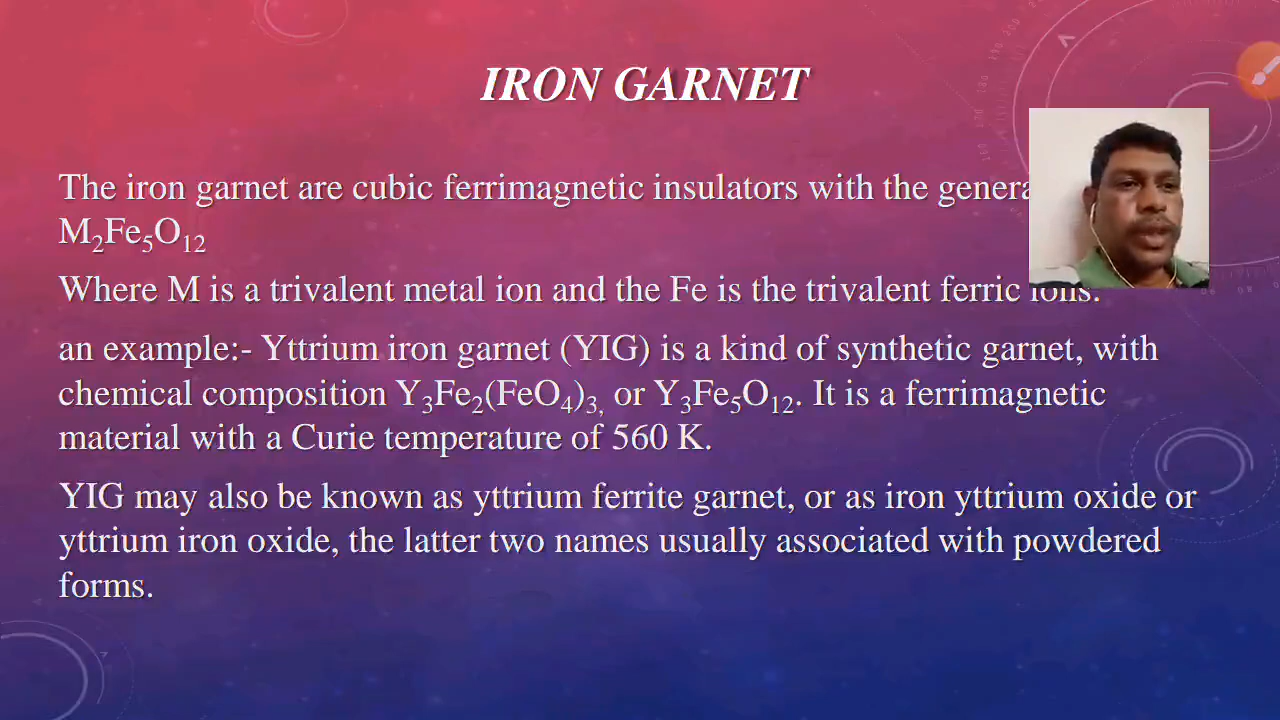 IRON GARNET
The iron garnet are cubic ferrimagnetic insulators with the genera
M₂Fe₅O₁₂
Where M is a trivalent metal ion and the Fe is the trivalent ferric ions.
an example:- Yttrium iron garnet (YIG) is a kind of synthetic garnet, with
chemical composition Y₃Fe₂(FeO₄)₃, or Y₃Fe₅O₁₂. It is a ferrimagnetic
material with a Curie temperature of 560 K.
YIG may also be known as yttrium ferrite garnet, or as iron yttrium oxide or
yttrium iron oxide, the latter two names usually associated with powdered
forms.